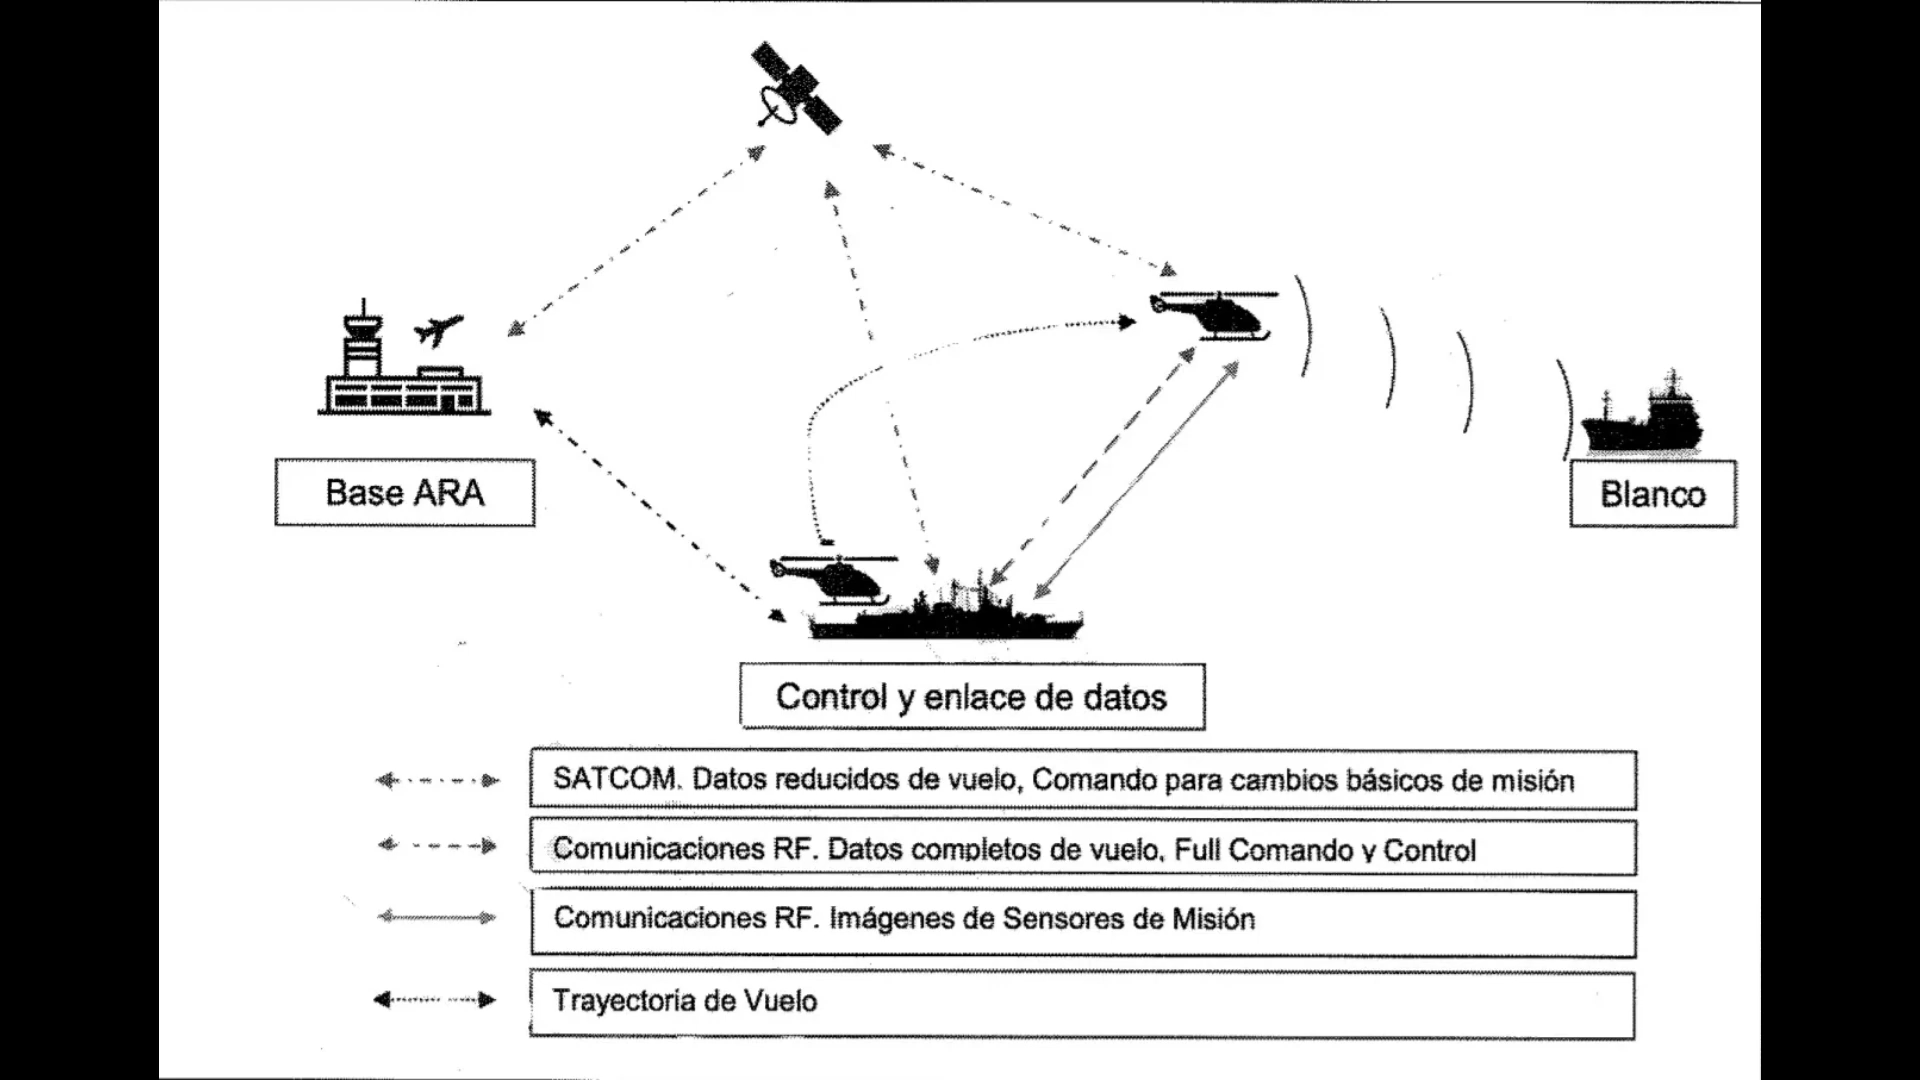 Base ARA
Blanco
Control y enlace de datos
SATCOM. Datos reducidos de vuelo, Comando para cambios básicos de misión
Comunicaciones RF. Datos completos de vuelo, Full Comando y Control
Comunicaciones RF. Imágenes de Sensores de Misión
Trayectoria de Vuelo